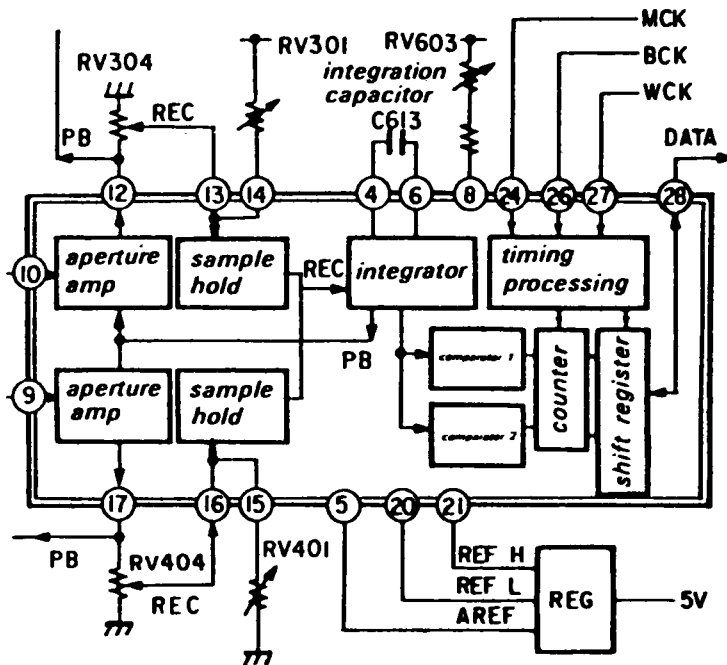 MCK
RV301
RV603
BCK
RV304
integration
capacitor
WCK
C613
REC
PB
DATA
12
13
14
4
6
8
24
26
27
28
aperture
amp
sample
hold
REC
integrator
timing
processing
10
PB
comparator 1
aperture
amp
sample
hold
9
comparator 2
counter
shift register
17
16
15
5
20
21
PB
RV404
REC
RV401
REF H
REF L
AREF
REG
5V